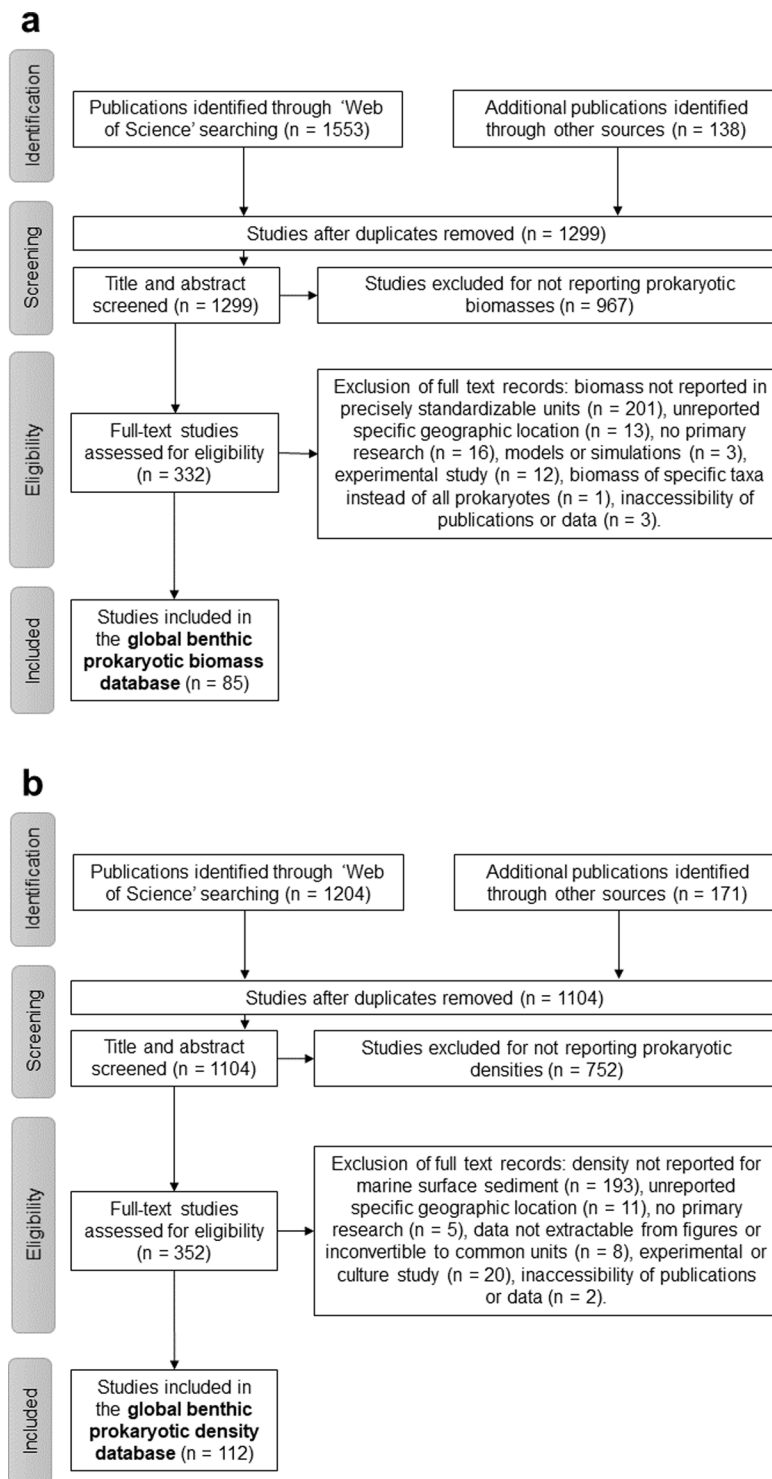 a
Identification
Publications identified through ‘Web
of Science’ searching (n = 1553)
Additional publications identified
through other sources (n = 138)
Screening
Studies after duplicates removed (n = 1299)
Title and abstract
screened (n = 1299)
Studies excluded for not reporting prokaryotic
biomasses (n = 967)
Eligibility
Full-text studies
assessed for eligibility
(n = 332)
Exclusion of full text records: biomass not reported in
precisely standardizable units (n = 201), unreported
specific geographic location (n = 13), no primary
research (n = 16), models or simulations (n = 3),
experimental study (n = 12), biomass of specific taxa
instead of all prokaryotes (n = 1), inaccessibility of
publications or data (n = 3).
Included
Studies included in
the global benthic
prokaryotic biomass
database (n = 85)
b
Identification
Publications identified through ‘Web
of Science’ searching (n = 1204)
Additional publications identified
through other sources (n = 171)
Screening
Studies after duplicates removed (n = 1104)
Title and abstract
screened (n = 1104)
Studies excluded for not reporting prokaryotic
densities (n = 752)
Eligibility
Full-text studies
assessed for eligibility
(n = 352)
Exclusion of full text records: density not reported for
marine surface sediment (n = 193), unreported
specific geographic location (n = 11), no primary
research (n = 5), data not extractable from figures or
inconvertible to common units (n = 8), experimental or
culture study (n = 20), inaccessibility of publications
or data (n = 2).
Included
Studies included in
the global benthic
prokaryotic density
database (n = 112)